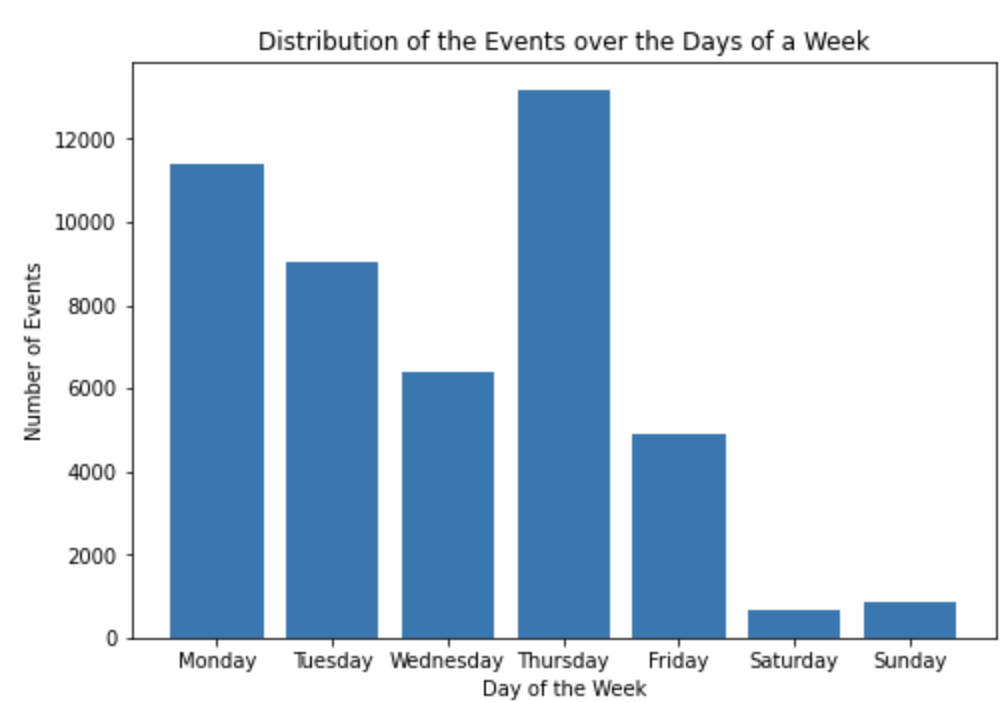 Distribution of the Events over the Days of a Week
Number of Events
12000
10000
8000
6000
4000
2000
0
Monday Tuesday Wednesday Thursday Friday Saturday Sunday
Day of the Week